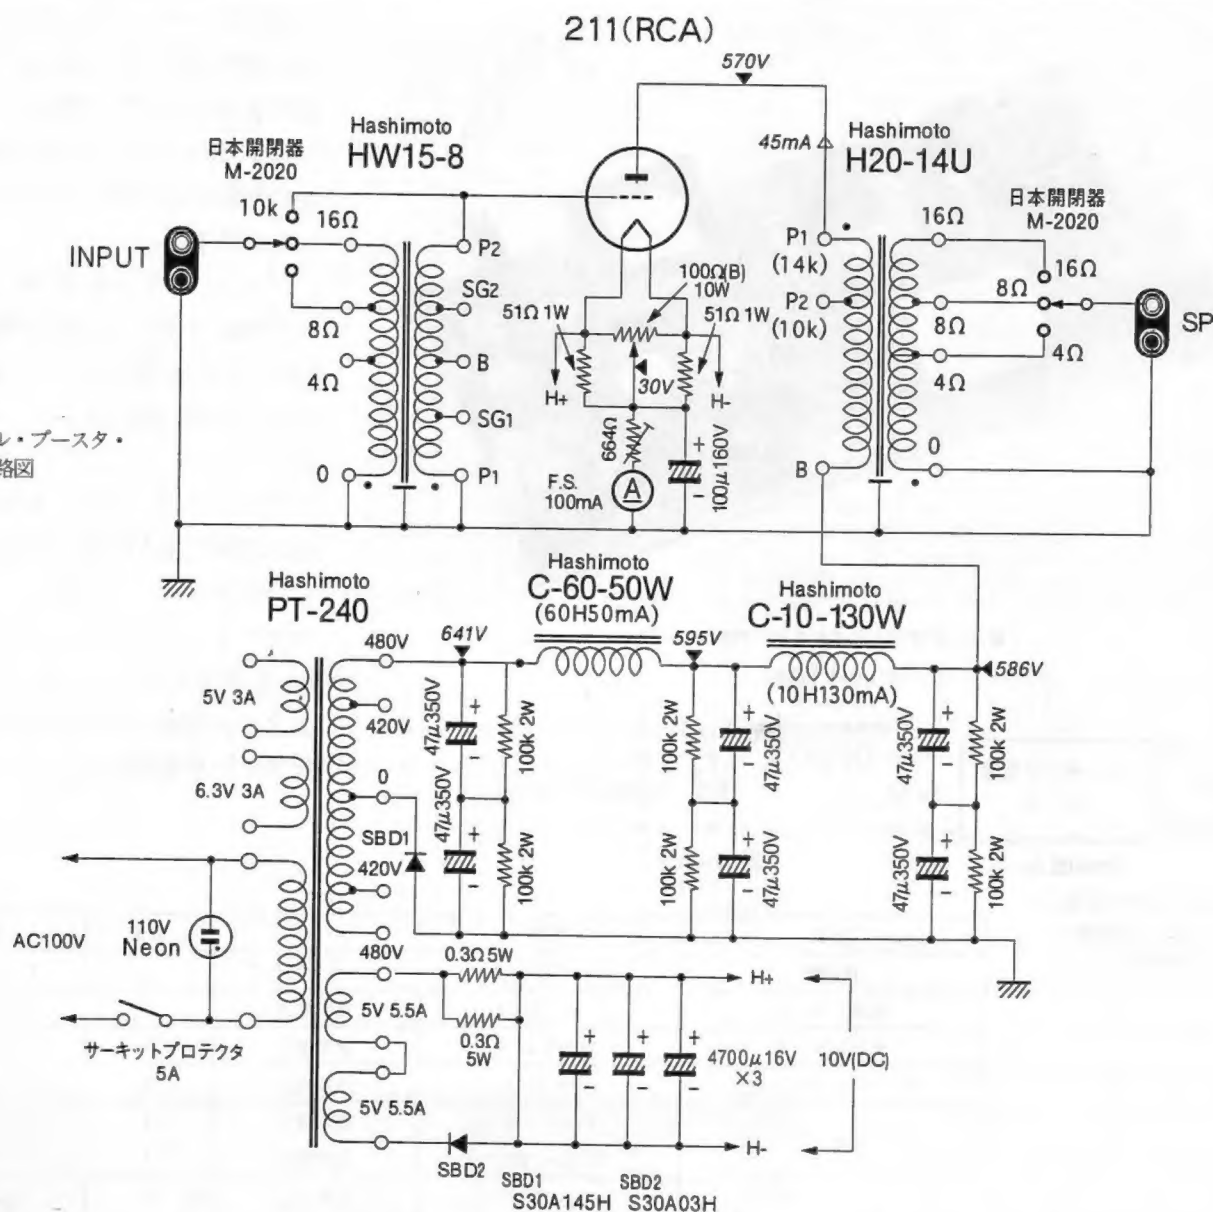 211(RCA)
570V
日本開閉器
M-2020
Hashimoto
HW15-8
45mA
Hashimoto
H20-14U
日本開閉器
M-2020
10k
16Ω
INPUT
P2
SG2
8Ω
B
4Ω
SG1
0
P1
100Ω(B)
10W
51Ω 1W
51Ω 1W
30V
H+
H-
664Ω
F.S.
100mA
A
+
-
100μ160V
P1
(14k)
P2
(10k)
B
16Ω
8Ω
4Ω
0
16Ω
8Ω
4Ω
SP
ル・ブースタ・
路図
Hashimoto
PT-240
Hashimoto
C-60-50W
(60H50mA)
Hashimoto
C-10-130W
(10H130mA)
641V
595V
586V
5V 3A
6.3V 3A
480V
420V
0
SBD1
420V
480V
47μ350V
+
-
47μ350V
+
-
100k 2W
100k 2W
100k 2W
100k 2W
+
-
47μ350V
+
-
47μ350V
47μ350V
+
-
47μ350V
+
-
100k 2W
100k 2W
AC100V
110V
Neon
サーキットプロテクタ
5A
5V 5.5A
5V 5.5A
0.3Ω 5W
0.3Ω
5W
+
-
+
-
+
-
4700μ16V
×3
H+
10V(DC)
H-
SBD2
SBD1
S30A145H
SBD2
S30A03H